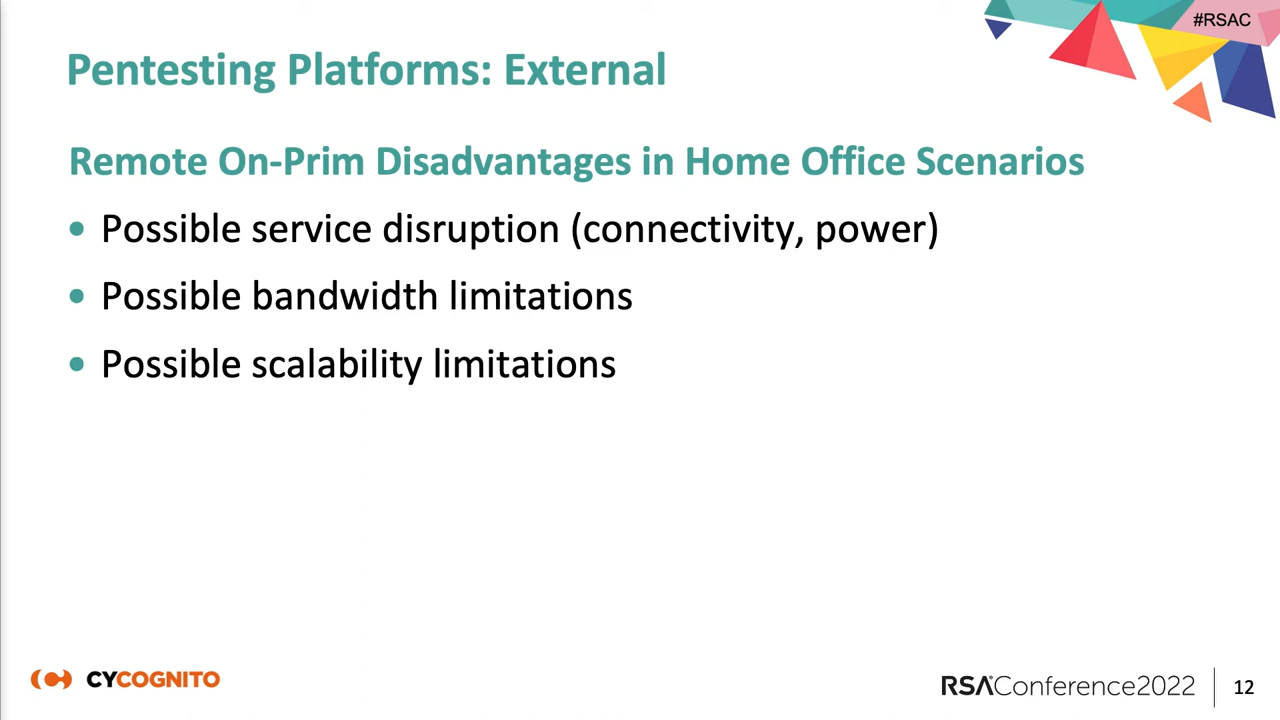 #RSAC
Pentesting Platforms: External
Remote On-Prim Disadvantages in Home Office Scenarios
• Possible service disruption (connectivity, power)
• Possible bandwidth limitations
• Possible scalability limitations
CYCOGNITO
RSAConference2022
12